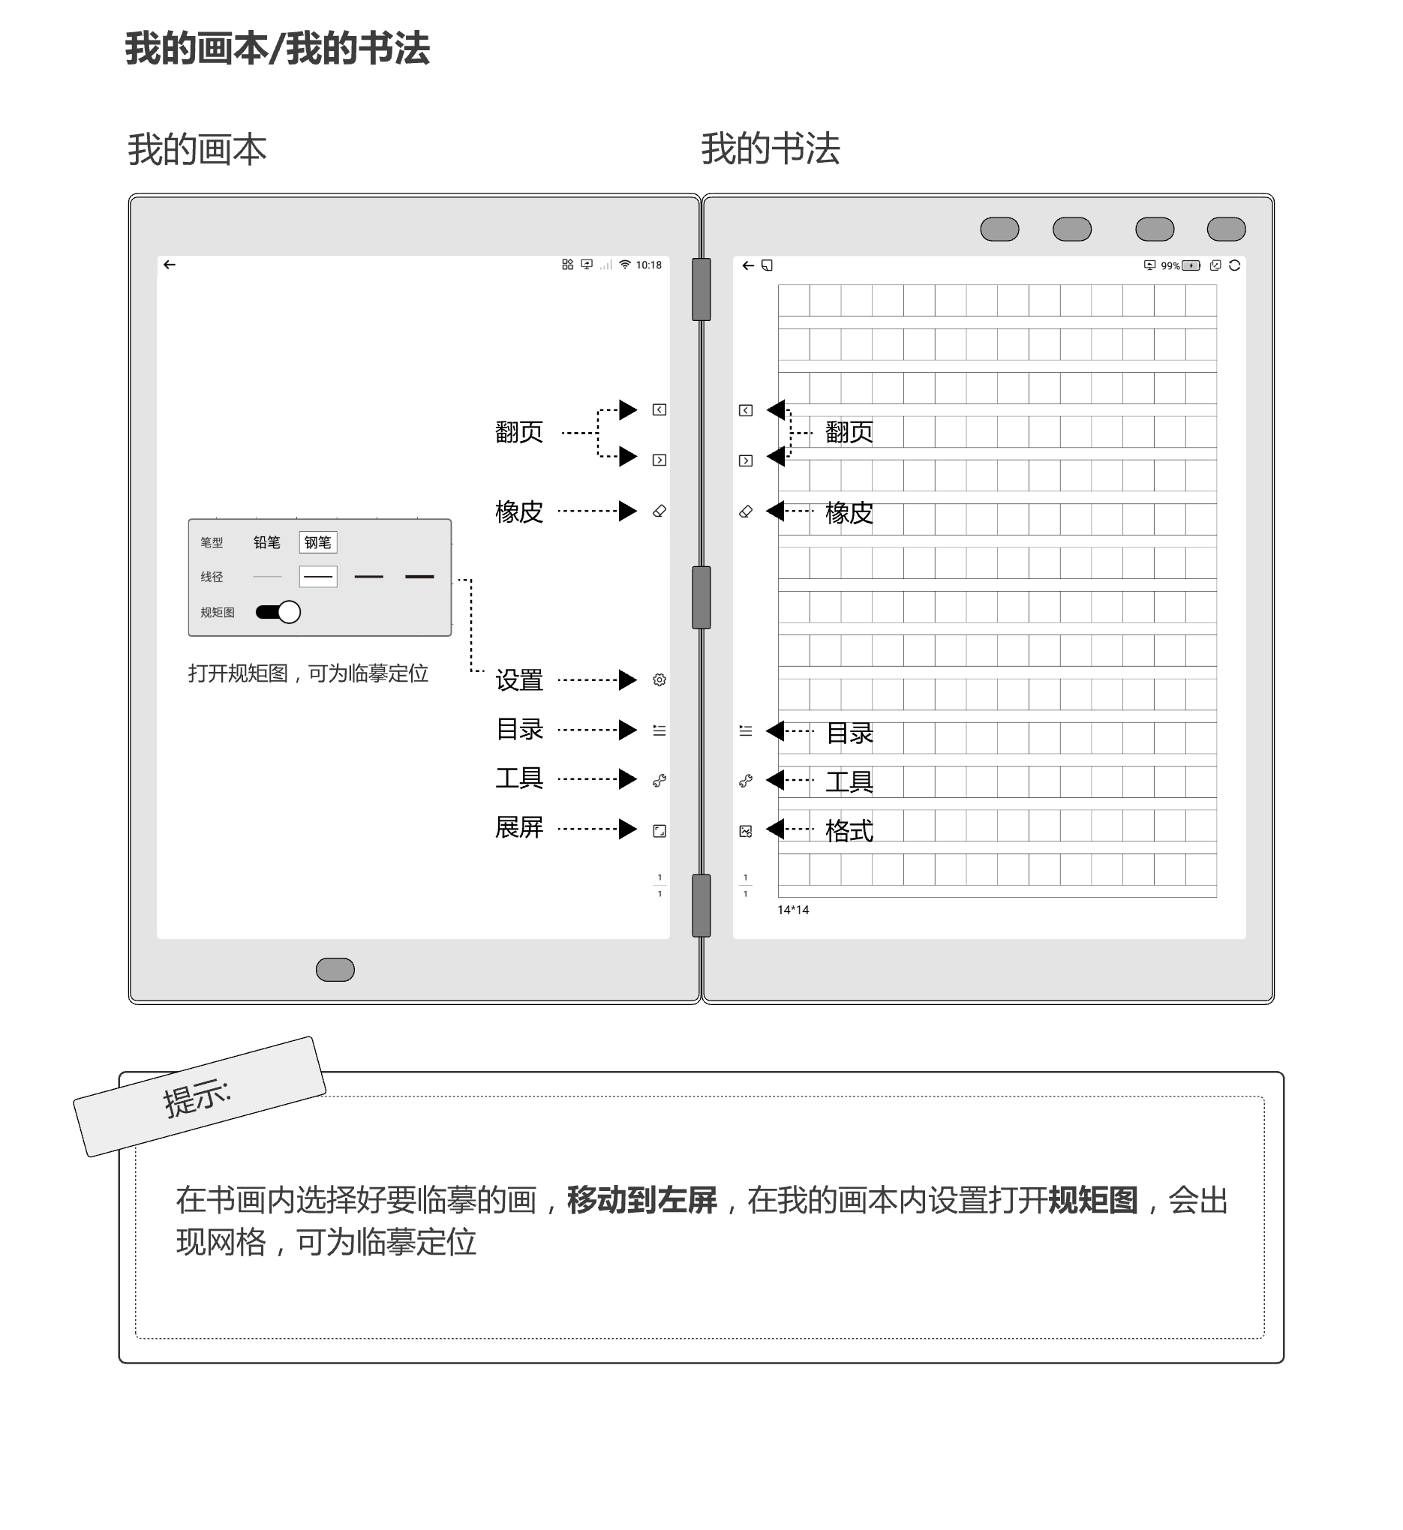 我的画本/我的书法
我的画本
我的书法
10:18
翻页
橡皮
笔型 铅笔 钢笔
线径
规矩图
打开规矩图，可为临摹定位
设置
目录
工具
展屏
1
1
99%
翻页
橡皮
目录
工具
格式
1
1
14*14
提示:
在书画内选择好要临摹的画，移动到左屏，在我的画本内设置打开规矩图，会出
现网格，可为临摹定位